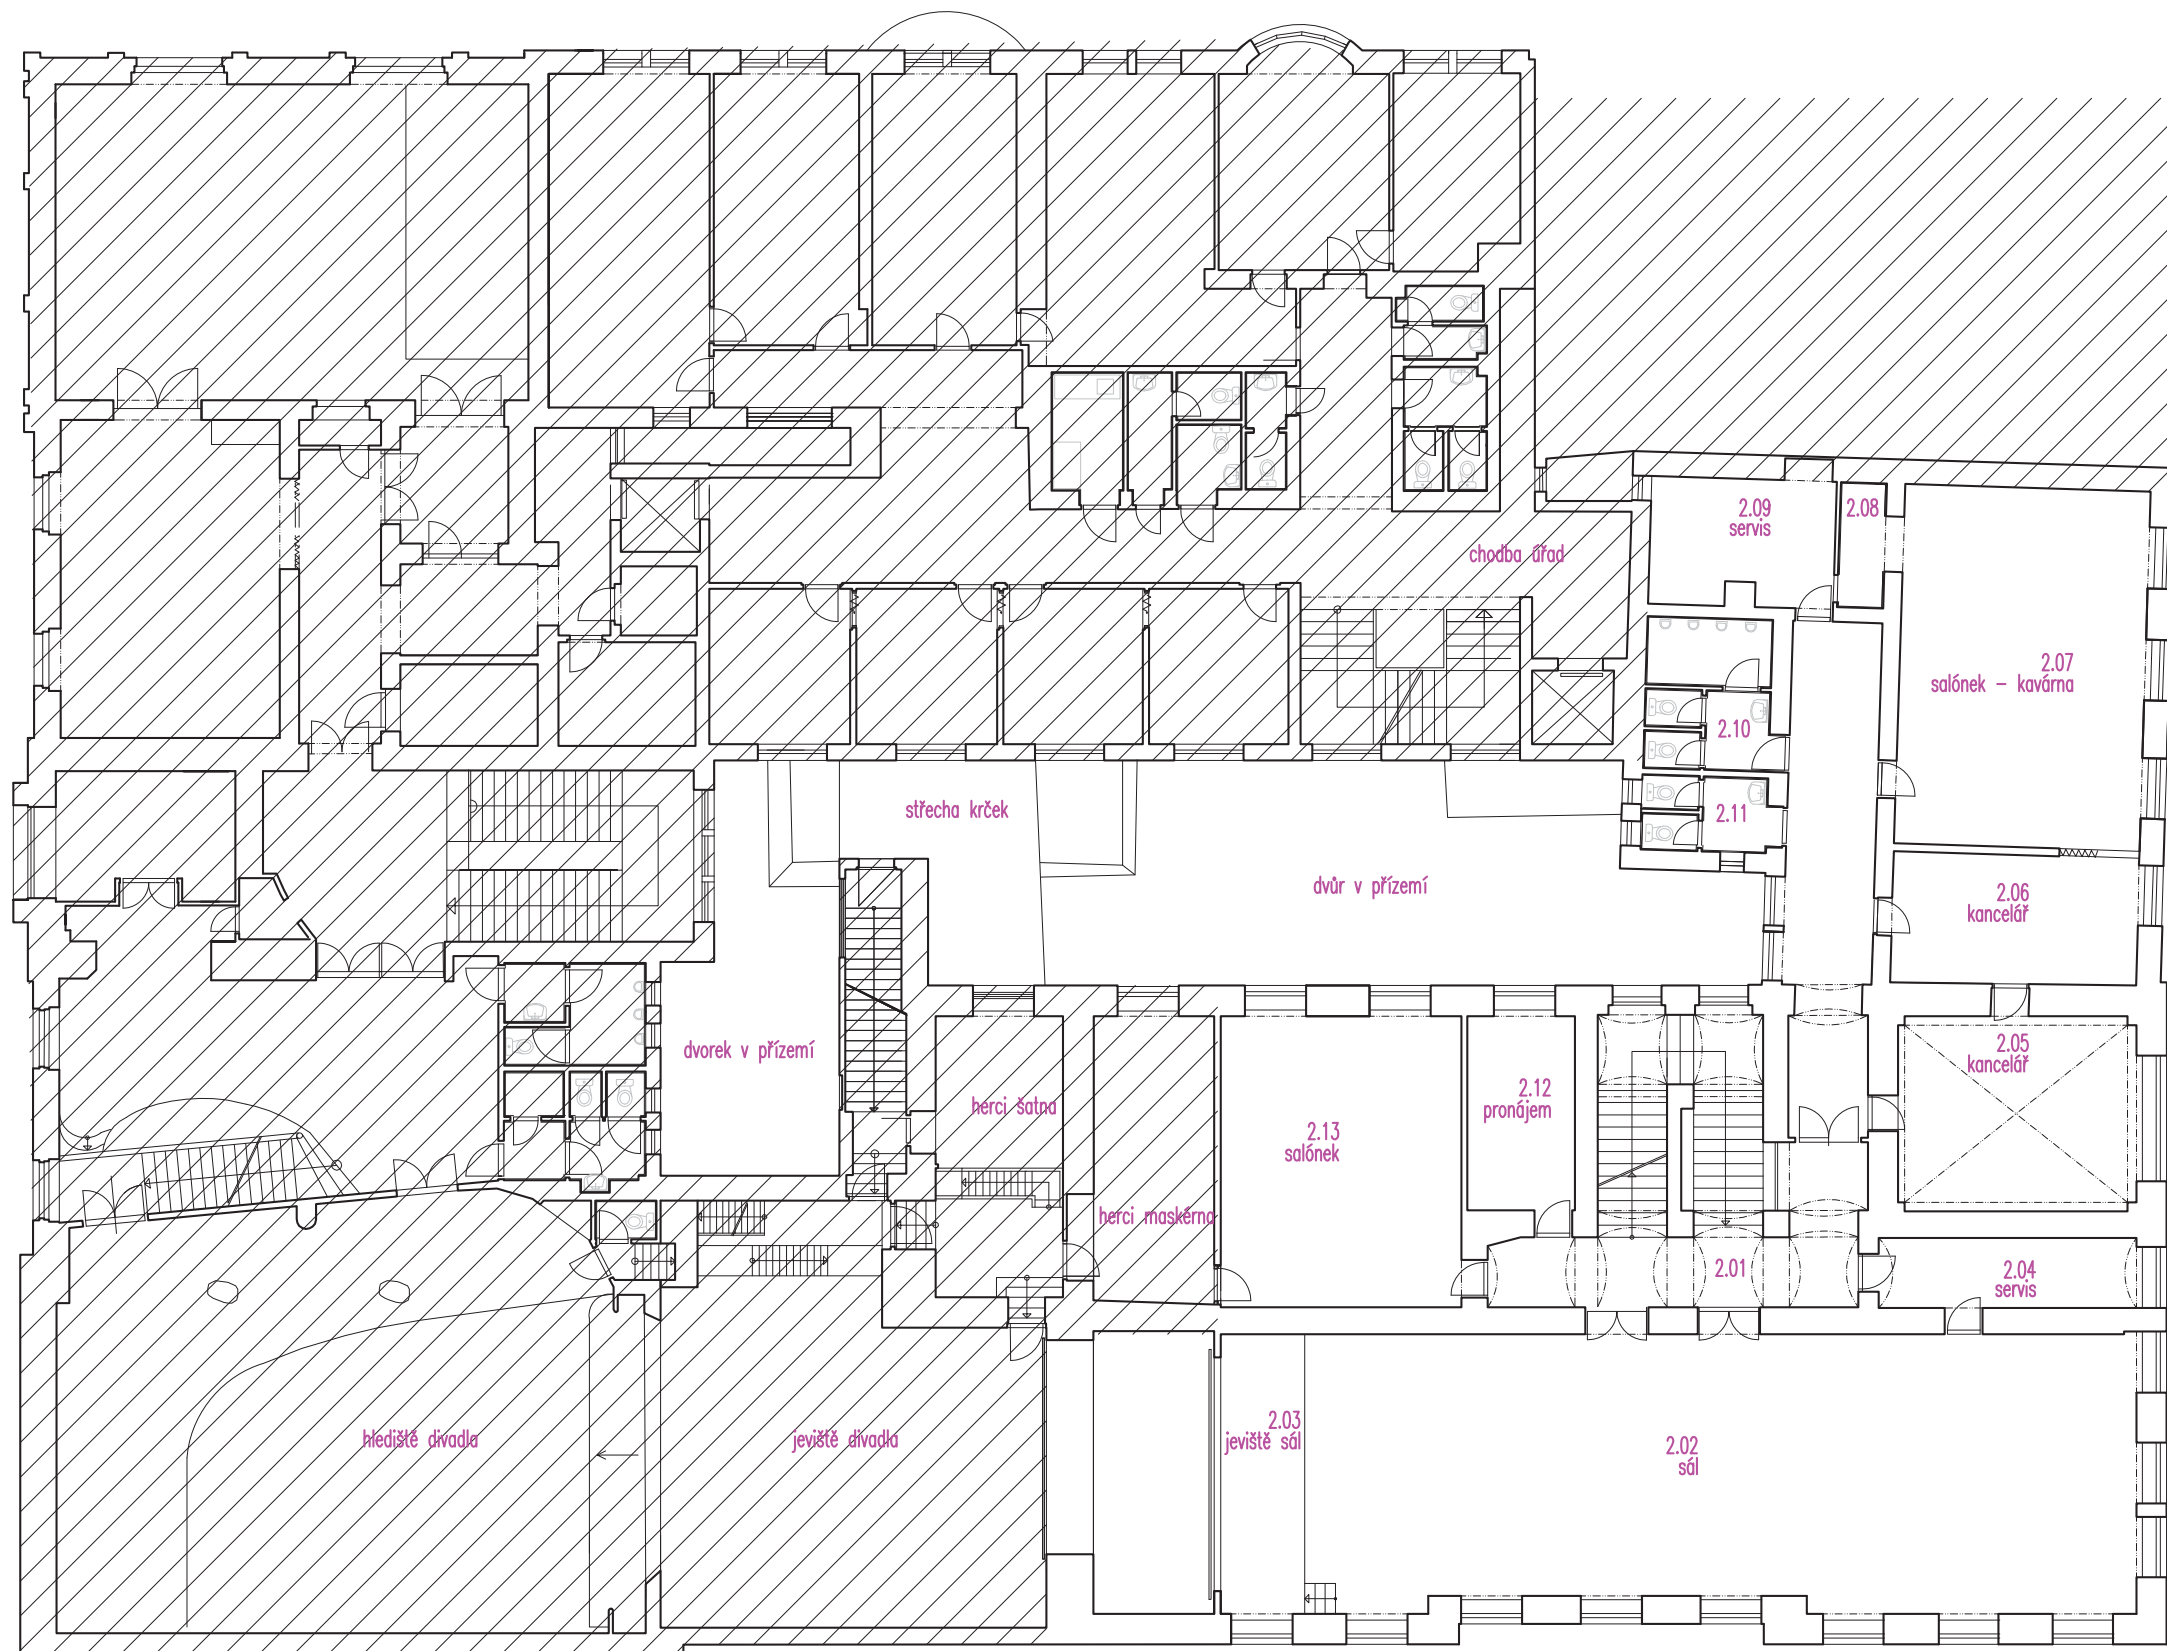 2.09
servis
2.08
chodba úřad
2.07
salónek – kavárna
2.10
2.11
střecha krček
dvůr v přízemí
2.06
kancelář
dvorek v přízemí
2.05
kancelář
herci šatna
2.12
pronájem
2.13
salónek
herci maskérna
2.01
2.04
servis
hlediště divadla
jeviště divadla
2.03
jeviště sál
2.02
sál